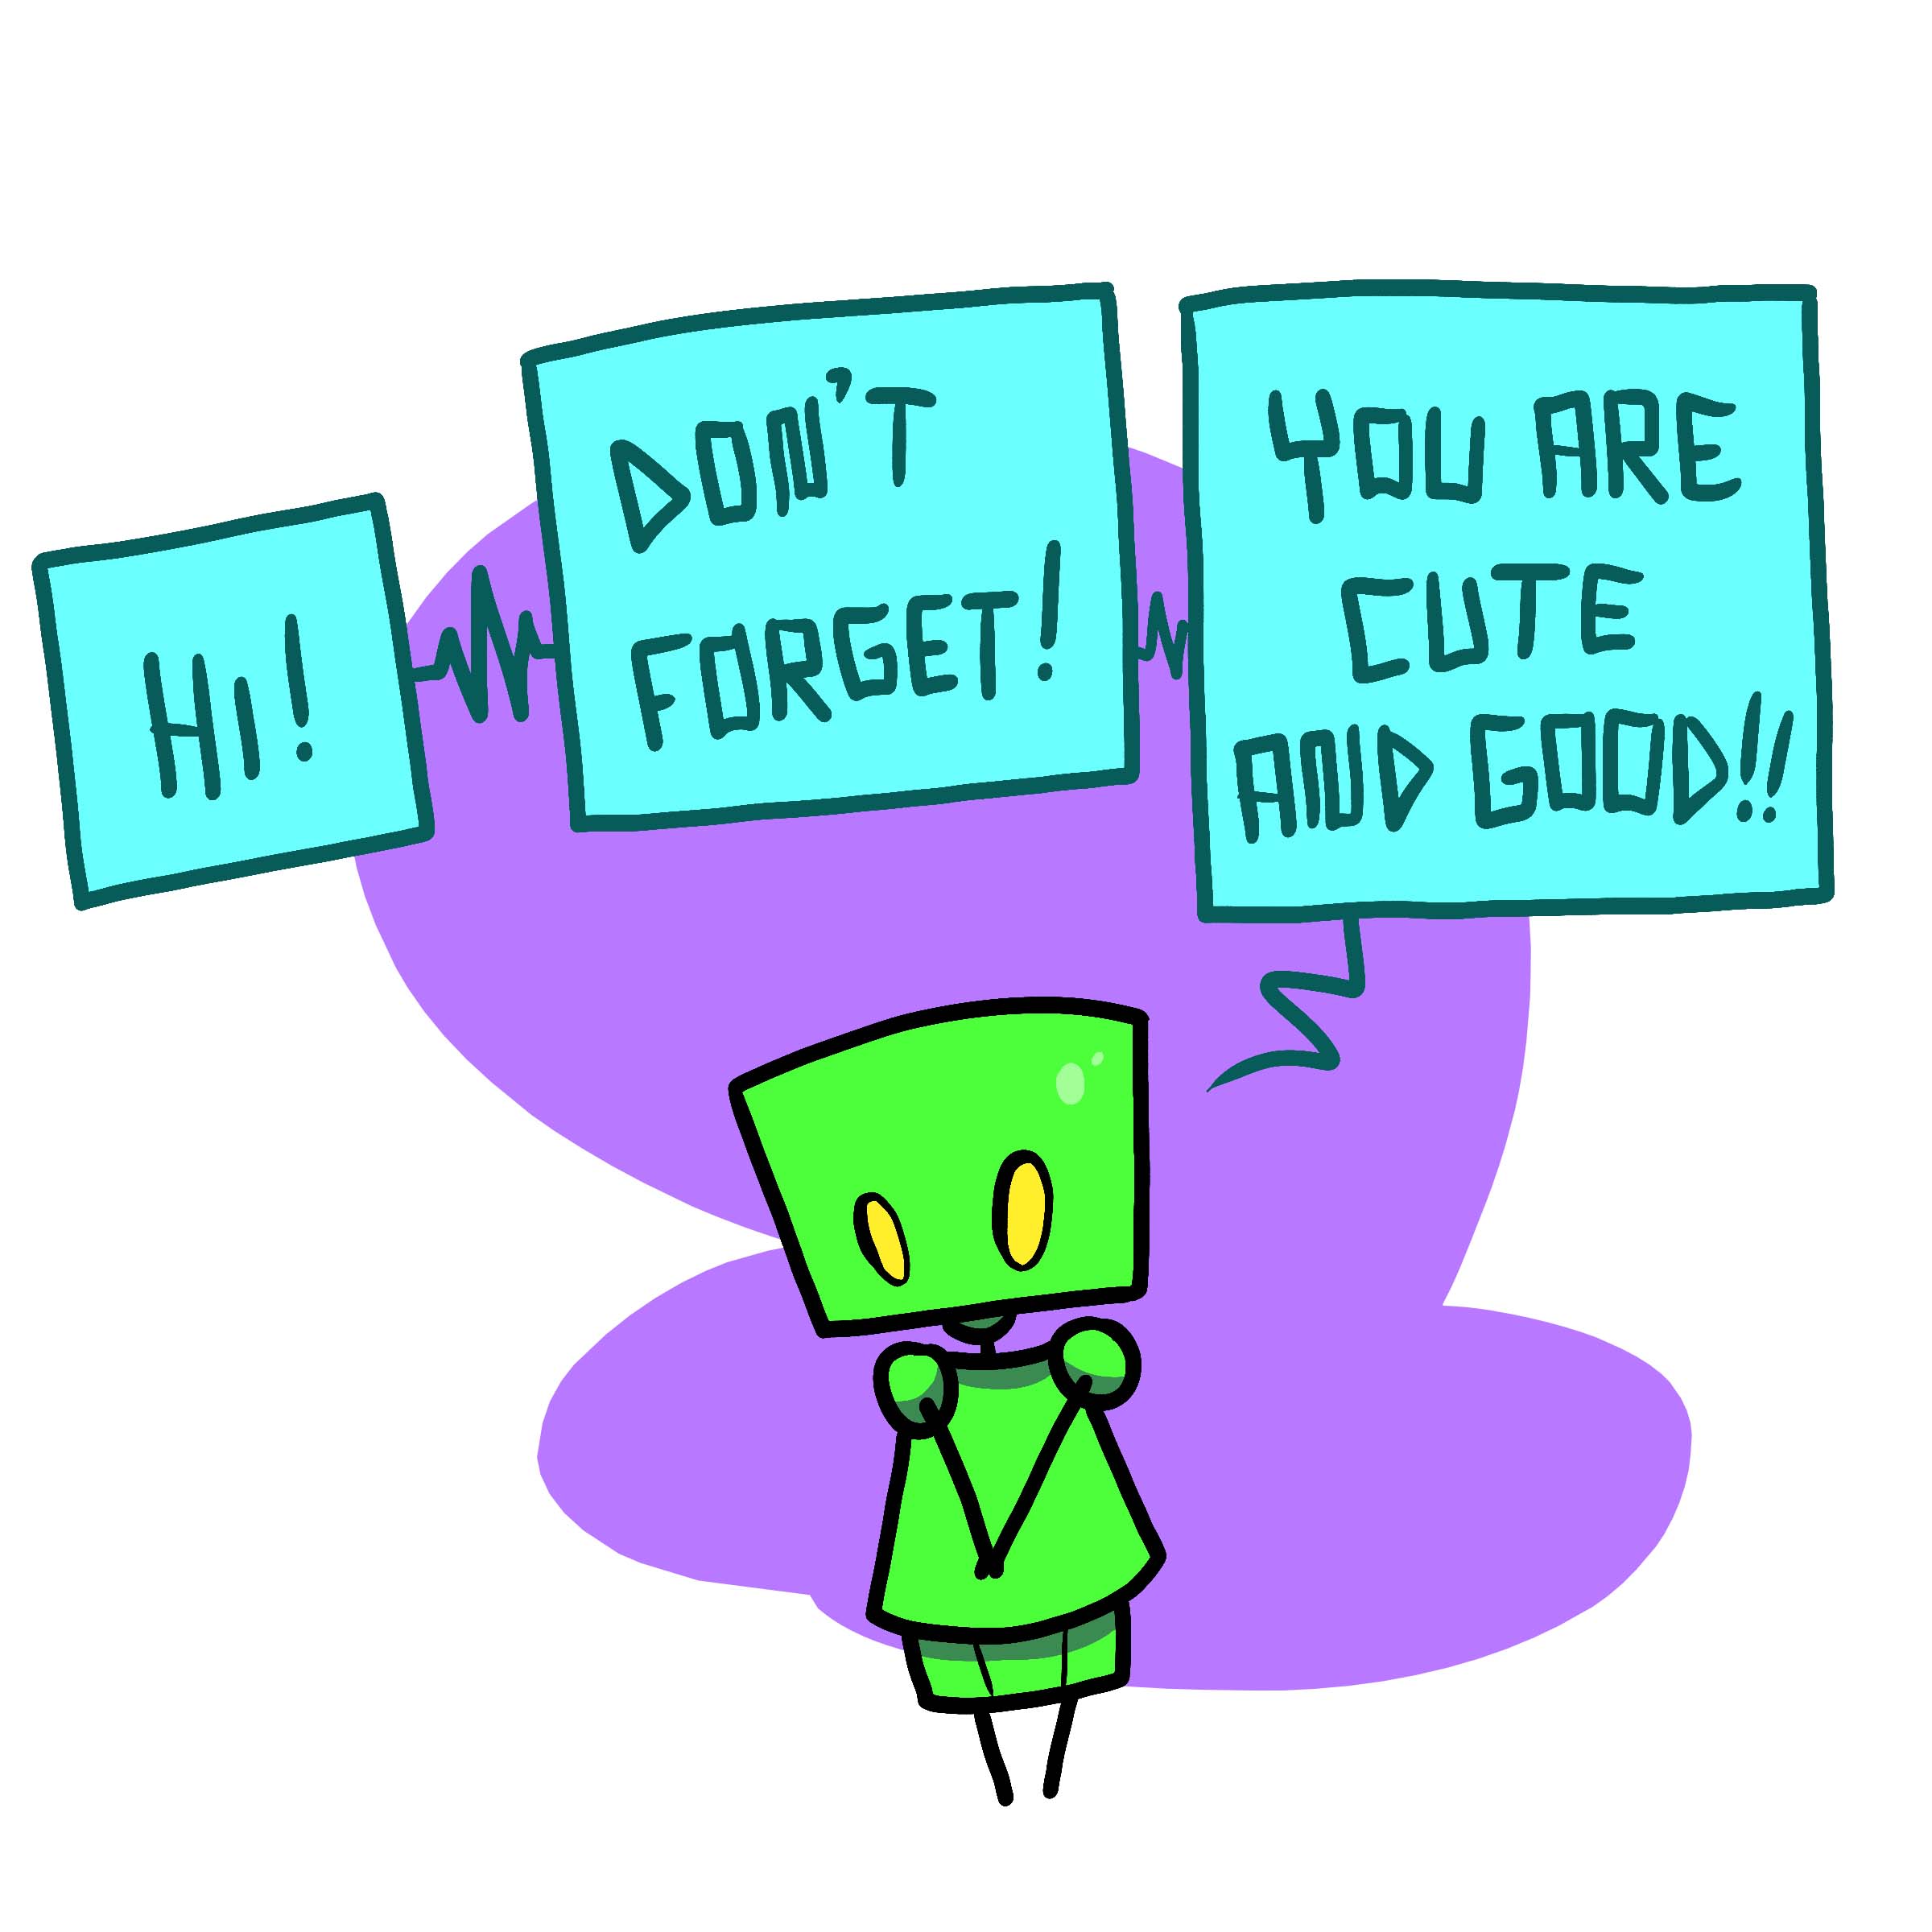 HI!
DON'T
FORGET!
YOU ARE
CUTE
AND GOOD!!